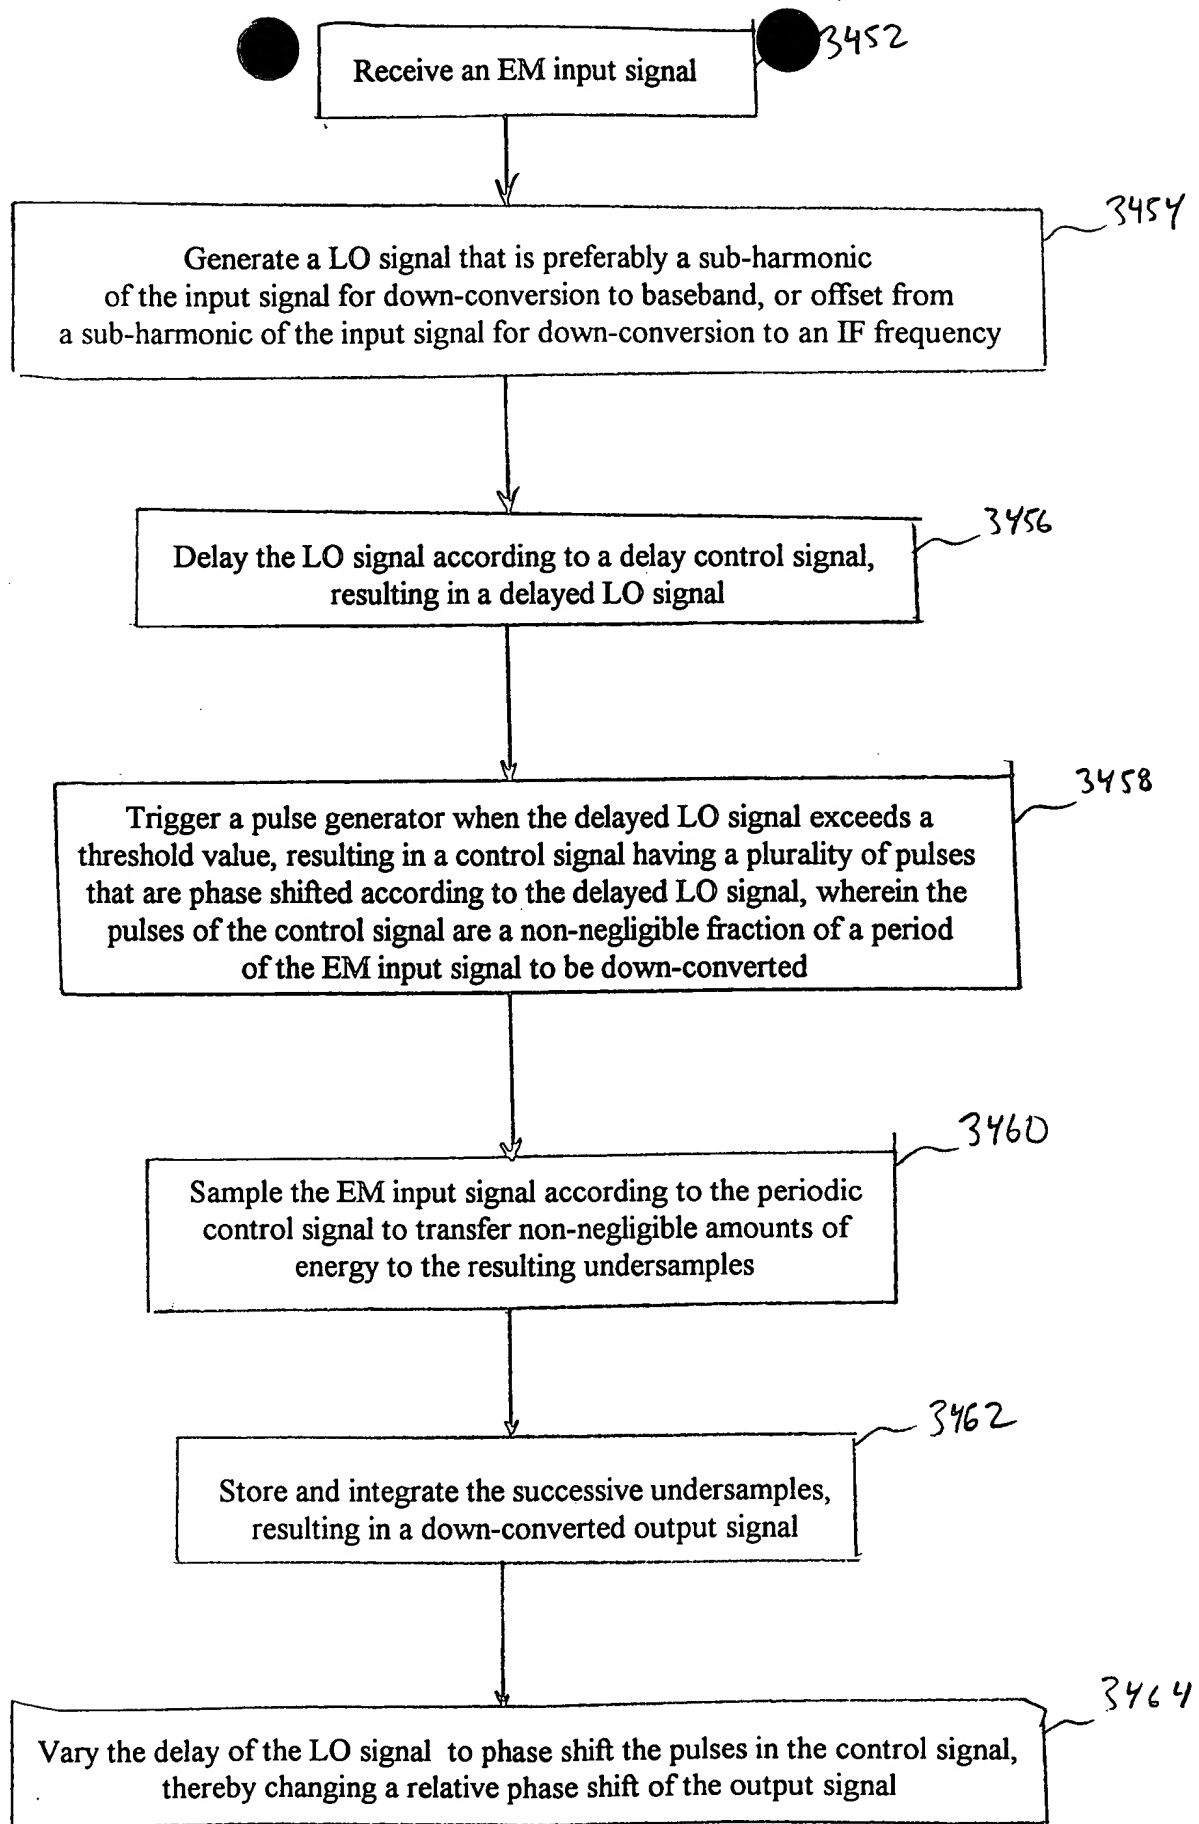 3452
Receive an EM input signal
3454
Generate a LO signal that is preferably a sub-harmonic
of the input signal for down-conversion to baseband, or offset from
a sub-harmonic of the input signal for down-conversion to an IF frequency
3456
Delay the LO signal according to a delay control signal,
resulting in a delayed LO signal
3458
Trigger a pulse generator when the delayed LO signal exceeds a
threshold value, resulting in a control signal having a plurality of pulses
that are phase shifted according to the delayed LO signal, wherein the
pulses of the control signal are a non-negligible fraction of a period
of the EM input signal to be down-converted
3460
Sample the EM input signal according to the periodic
control signal to transfer non-negligible amounts of
energy to the resulting undersamples
3462
Store and integrate the successive undersamples,
resulting in a down-converted output signal
3464
Vary the delay of the LO signal to phase shift the pulses in the control signal,
thereby changing a relative phase shift of the output signal